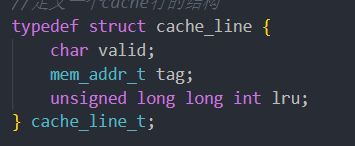 //定义一个cache行的结构
typedef struct cache_line {
    char valid;
    mem_addr_t tag;
    unsigned long long int lru;
} cache_line_t;